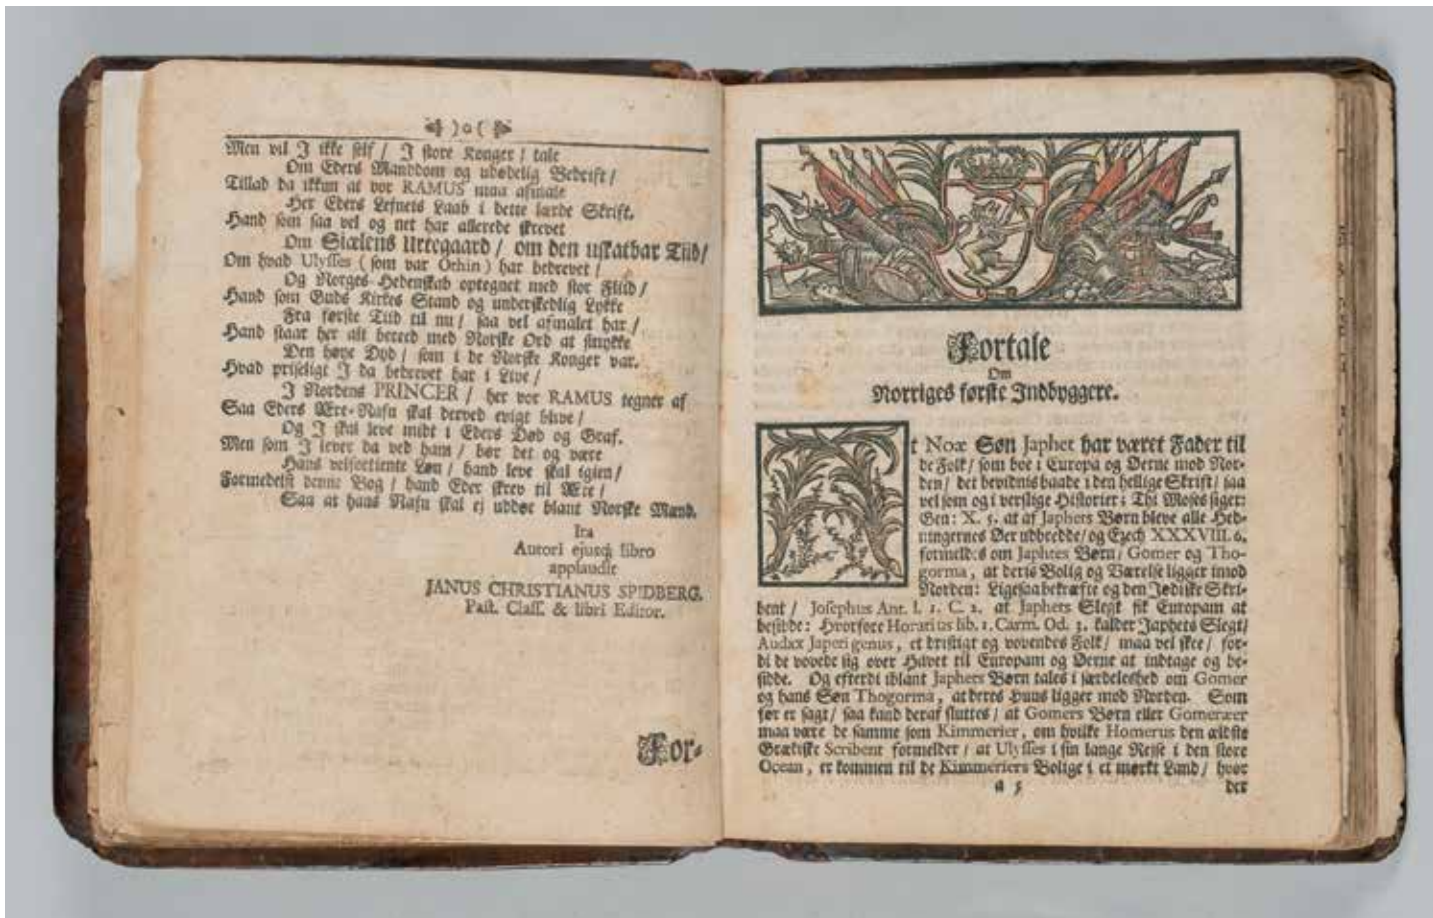 )o(
Men vil I ikke self / I store Konger / tale
Om Eders Manddom og udødelig Bedrift /
Tillad da ikkun at vor RAMUS maa afmale
Her Eders Lefnets Laab i dette lærde Skrift.
Hand som saa vel og net har allerede skrevet
Om Siælens Urtegaard / om den uskatbar Tiid /
Om hvad Ulysses ( som var Othin ) har bedrevet /
Og Norges Hedenskab optegnet med stor Fliid /
Hand som Guds Kirkes Stand og underskedlig Lykke
Fra første Tiid til nu / saa vel afmalet har /
Hand staar her alt bereed med Norske Ord at smykke
Den høye Dyd / som i de Norske Konger var.
Hvad priseligt I da bedrevet har i Live /
I Nordens PRINCER / her vor RAMUS tegner af
Saa Eders Ære-Nafn skal derved evigt blive /
Og I skal leve midt i Eders Død og Graf.
Men som I lever da ved ham / bør det og være
Hans velfortiente Løn / hand leve skal igien /
Formedelst denne Bog / hand Eder skrev til Ære /
Saa at hans Nafn skal ej uddøe blant Norske Mænd.
Ita
Autori ejusq; libro
applaudit
JANUS CHRISTIANUS SPIDBERG.
Past. Class. & libri Editor.
For-
Fortale
Om
Norriges første Indbyggere.
At Noæ Søn Japhet har været Fader til
de Folk / som boe i Europa og Øerne mod Nor-
den / det bevidnis baade i den hellige Skrift / saa
vel som og i verslige Historier; Thi Moses siger:
Gen: X. 5. at af Japhets Børn bleve alle Hed-
ningernes Øer udbredde / og Ezech XXXVIII. 6.
formeldes om Japhtes Børn / Gomer og Tho-
gorma, at deris Bolig og Værelse ligger imod
Norden: Ligesaa bekræfte og den Jødiske Skri-
bent / Josephus Ant. l. 1. C. 2. at Japhets Slegt fik Europam at
besidde: Hvorfore Horatius lib. 1. Carm. Od. 3. kalder Japhets Slegt /
Audax Japeti genus, et dristigt og vovendes Folk / maa vel skee / for-
di de vovede sig over Havet til Europam og Øerne at indtage og be-
sidde. Og efterdi iblant Japhets Børn tales i særdeleshed om Gomer
og hans Søn Thogorma, at deres Huus ligger mod Norden. Som
før er sagt / saa kand deraf sluttes / at Gomers Børn eller Gomeræer
maa være de samme som Kimmerier, om hvilke Homerus den ældste
Grækiske Scribent formelder / at Ulysses i sin lange Rejse i den store
Ocean, er kommen til de Kimmeriers Bolige i et mørkt Land / hvor
a 5
der